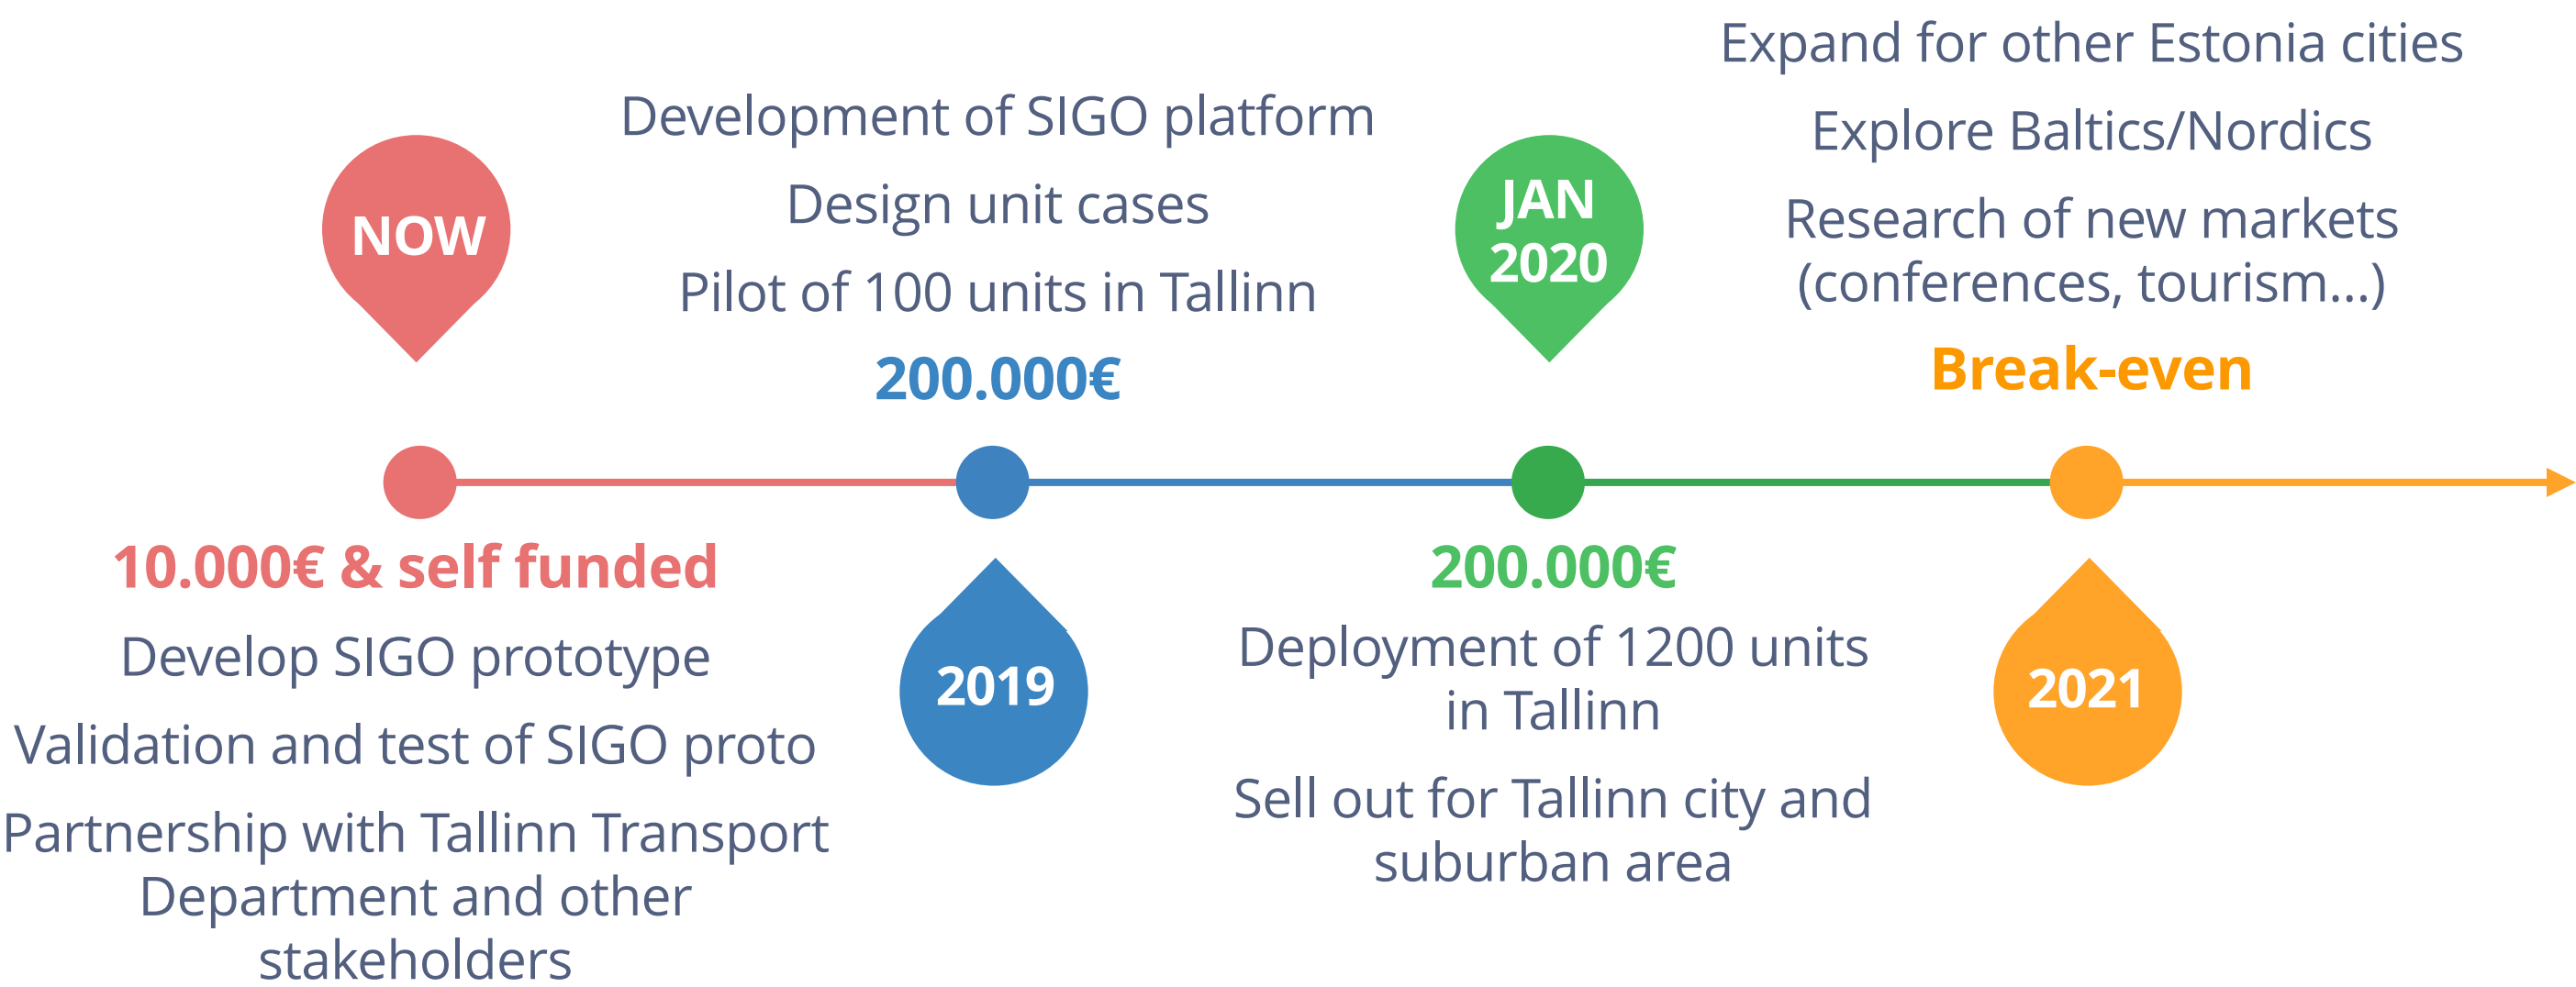 NOW
10.000€ & self funded
Develop SIGO prototype
Validation and test of SIGO proto
Partnership with Tallinn Transport
Department and other
stakeholders
Development of SIGO platform
Design unit cases
Pilot of 100 units in Tallinn
200.000€
2019
JAN
2020
200.000€
Deployment of 1200 units
in Tallinn
Sell out for Tallinn city and
suburban area
Expand for other Estonia cities
Explore Baltics/Nordics
Research of new markets
(conferences, tourism...)
Break-even
2021